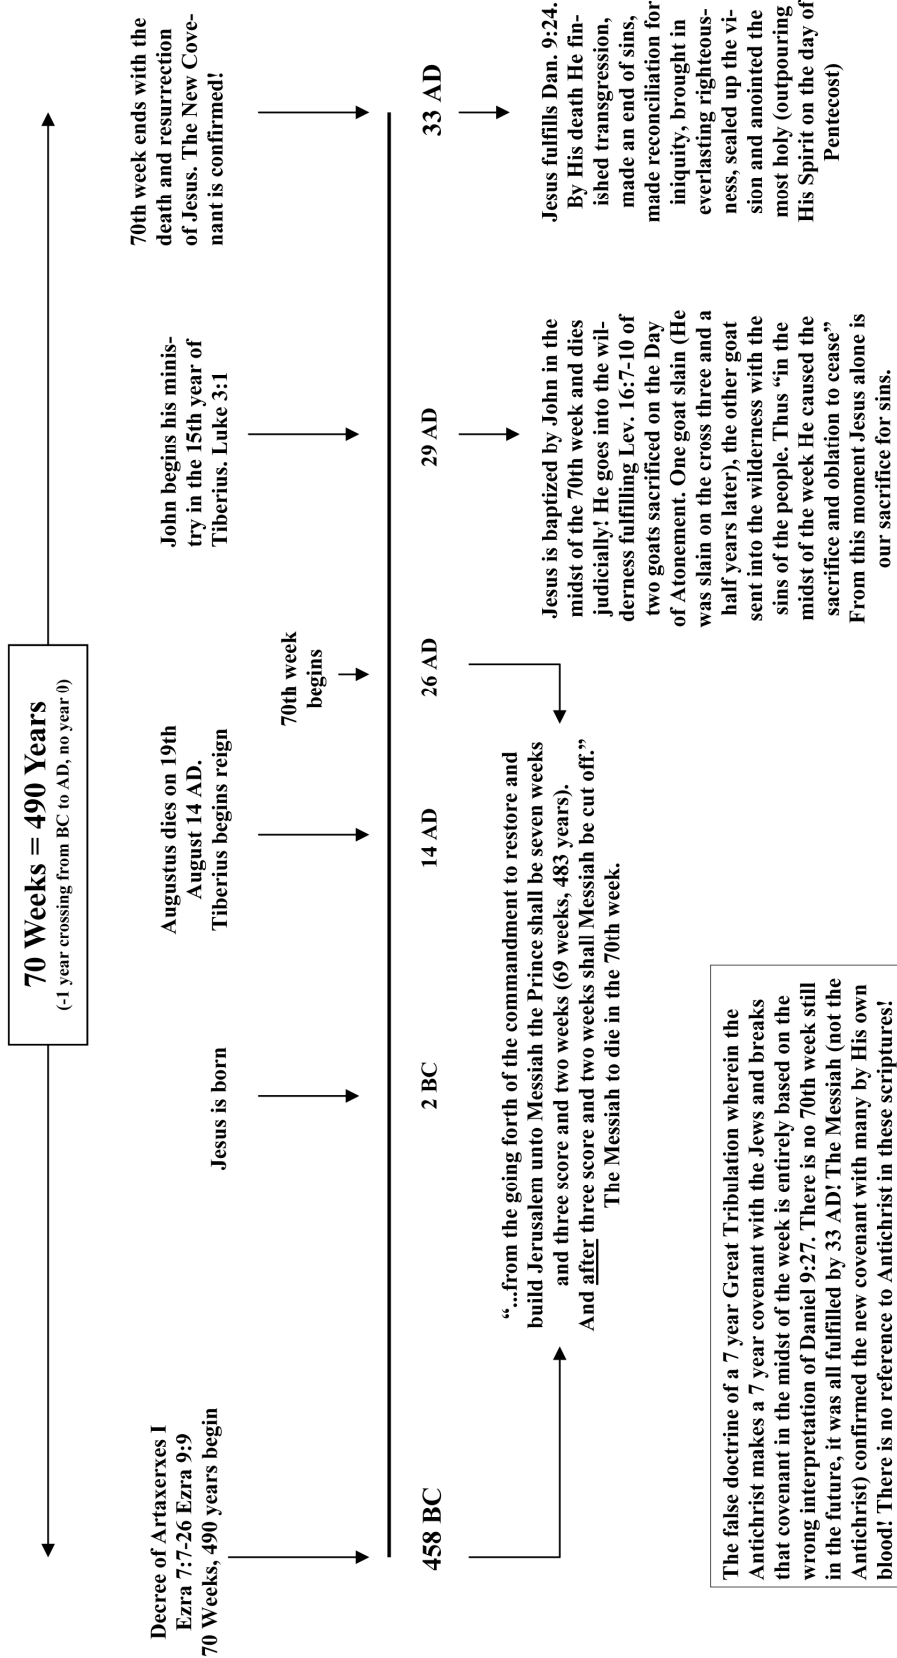 70 Weeks = 490 Years
(-1 year crossing from BC to AD, no year 0)
Decree of Artaxerxes I
Ezra 7:7-26 Ezra 9:9
70 Weeks, 490 years begin
Jesus is born
Augustus dies on 19th
August 14 AD.
Tiberius begins reign
70th week
begins
John begins his minis-
try in the 15th year of
Tiberius. Luke 3:1
70th week ends with the
death and resurrection
of Jesus. The New Cove-
nant is confirmed!
458 BC
2 BC
14 AD
26 AD
29 AD
33 AD
“...from the going forth of the commandment to restore and
build Jerusalem unto Messiah the Prince shall be seven weeks
and three score and two weeks (69 weeks, 483 years).
And after three score and two weeks shall Messiah be cut off.”
The Messiah to die in the 70th week.
Jesus is baptized by John in the
midst of the 70th week and dies
judicially! He goes into the wil-
derness fulfilling Lev. 16:7-10 of
two goats sacrificed on the Day
of Atonement. One goat slain (He
was slain on the cross three and a
half years later), the other goat
sent into the wilderness with the
sins of the people. Thus “in the
midst of the week He caused the
sacrifice and oblation to cease”
From this moment Jesus alone is
our sacrifice for sins.
Jesus fulfills Dan. 9:24.
By His death He fin-
ished transgression,
made an end of sins,
made reconciliation for
iniquity, brought in
everlasting righteous-
ness, sealed up the vi-
sion and anointed the
most holy (outpouring
His Spirit on the day of
Pentecost)
The false doctrine of a 7 year Great Tribulation wherein the
Antichrist makes a 7 year covenant with the Jews and breaks
that covenant in the midst of the week is entirely based on the
wrong interpretation of Daniel 9:27. There is no 70th week still
in the future, it was all fulfilled by 33 AD! The Messiah (not the
Antichrist) confirmed the new covenant with many by His own
blood! There is no reference to Antichrist in these scriptures!